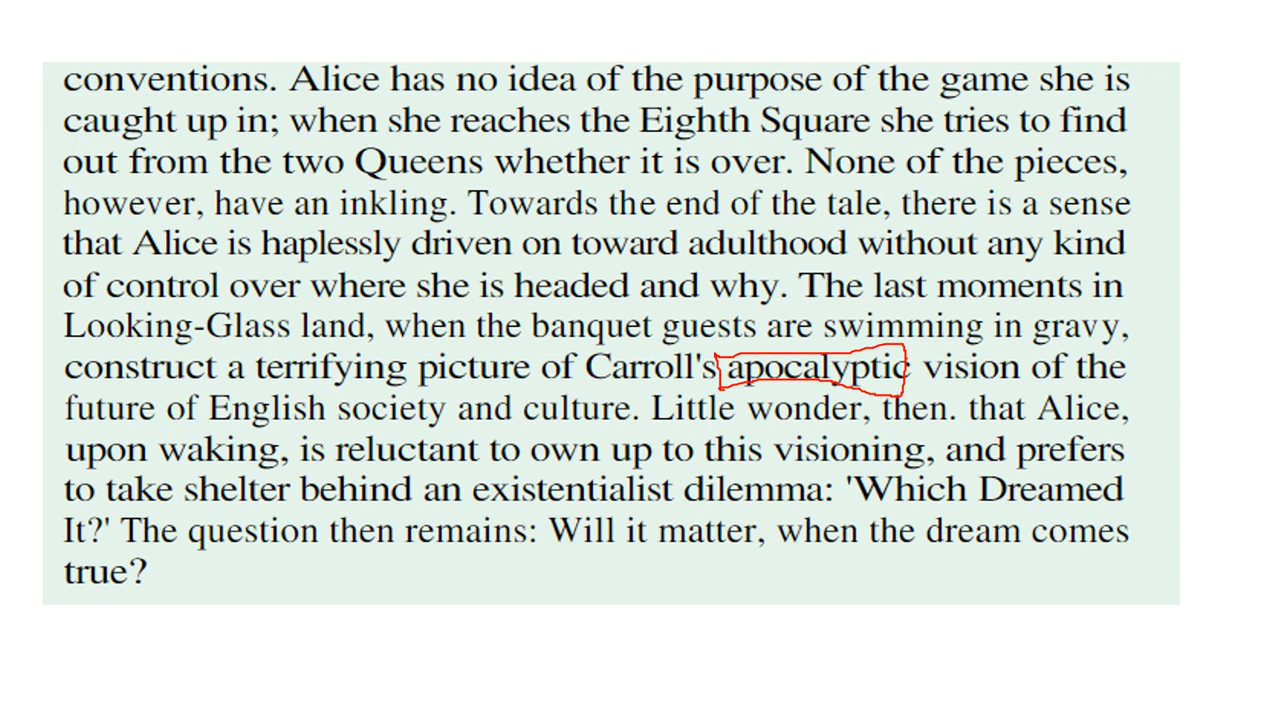 conventions. Alice has no idea of the purpose of the game she is
caught up in; when she reaches the Eighth Square she tries to find
out from the two Queens whether it is over. None of the pieces,
however, have an inkling. Towards the end of the tale, there is a sense
that Alice is haplessly driven on toward adulthood without any kind
of control over where she is headed and why. The last moments in
Looking-Glass land, when the banquet guests are swimming in gravy,
construct a terrifying picture of Carroll's apocalyptic vision of the
future of English society and culture. Little wonder, then. that Alice,
upon waking, is reluctant to own up to this visioning, and prefers
to take shelter behind an existentialist dilemma: 'Which Dreamed
It?' The question then remains: Will it matter, when the dream comes
true?